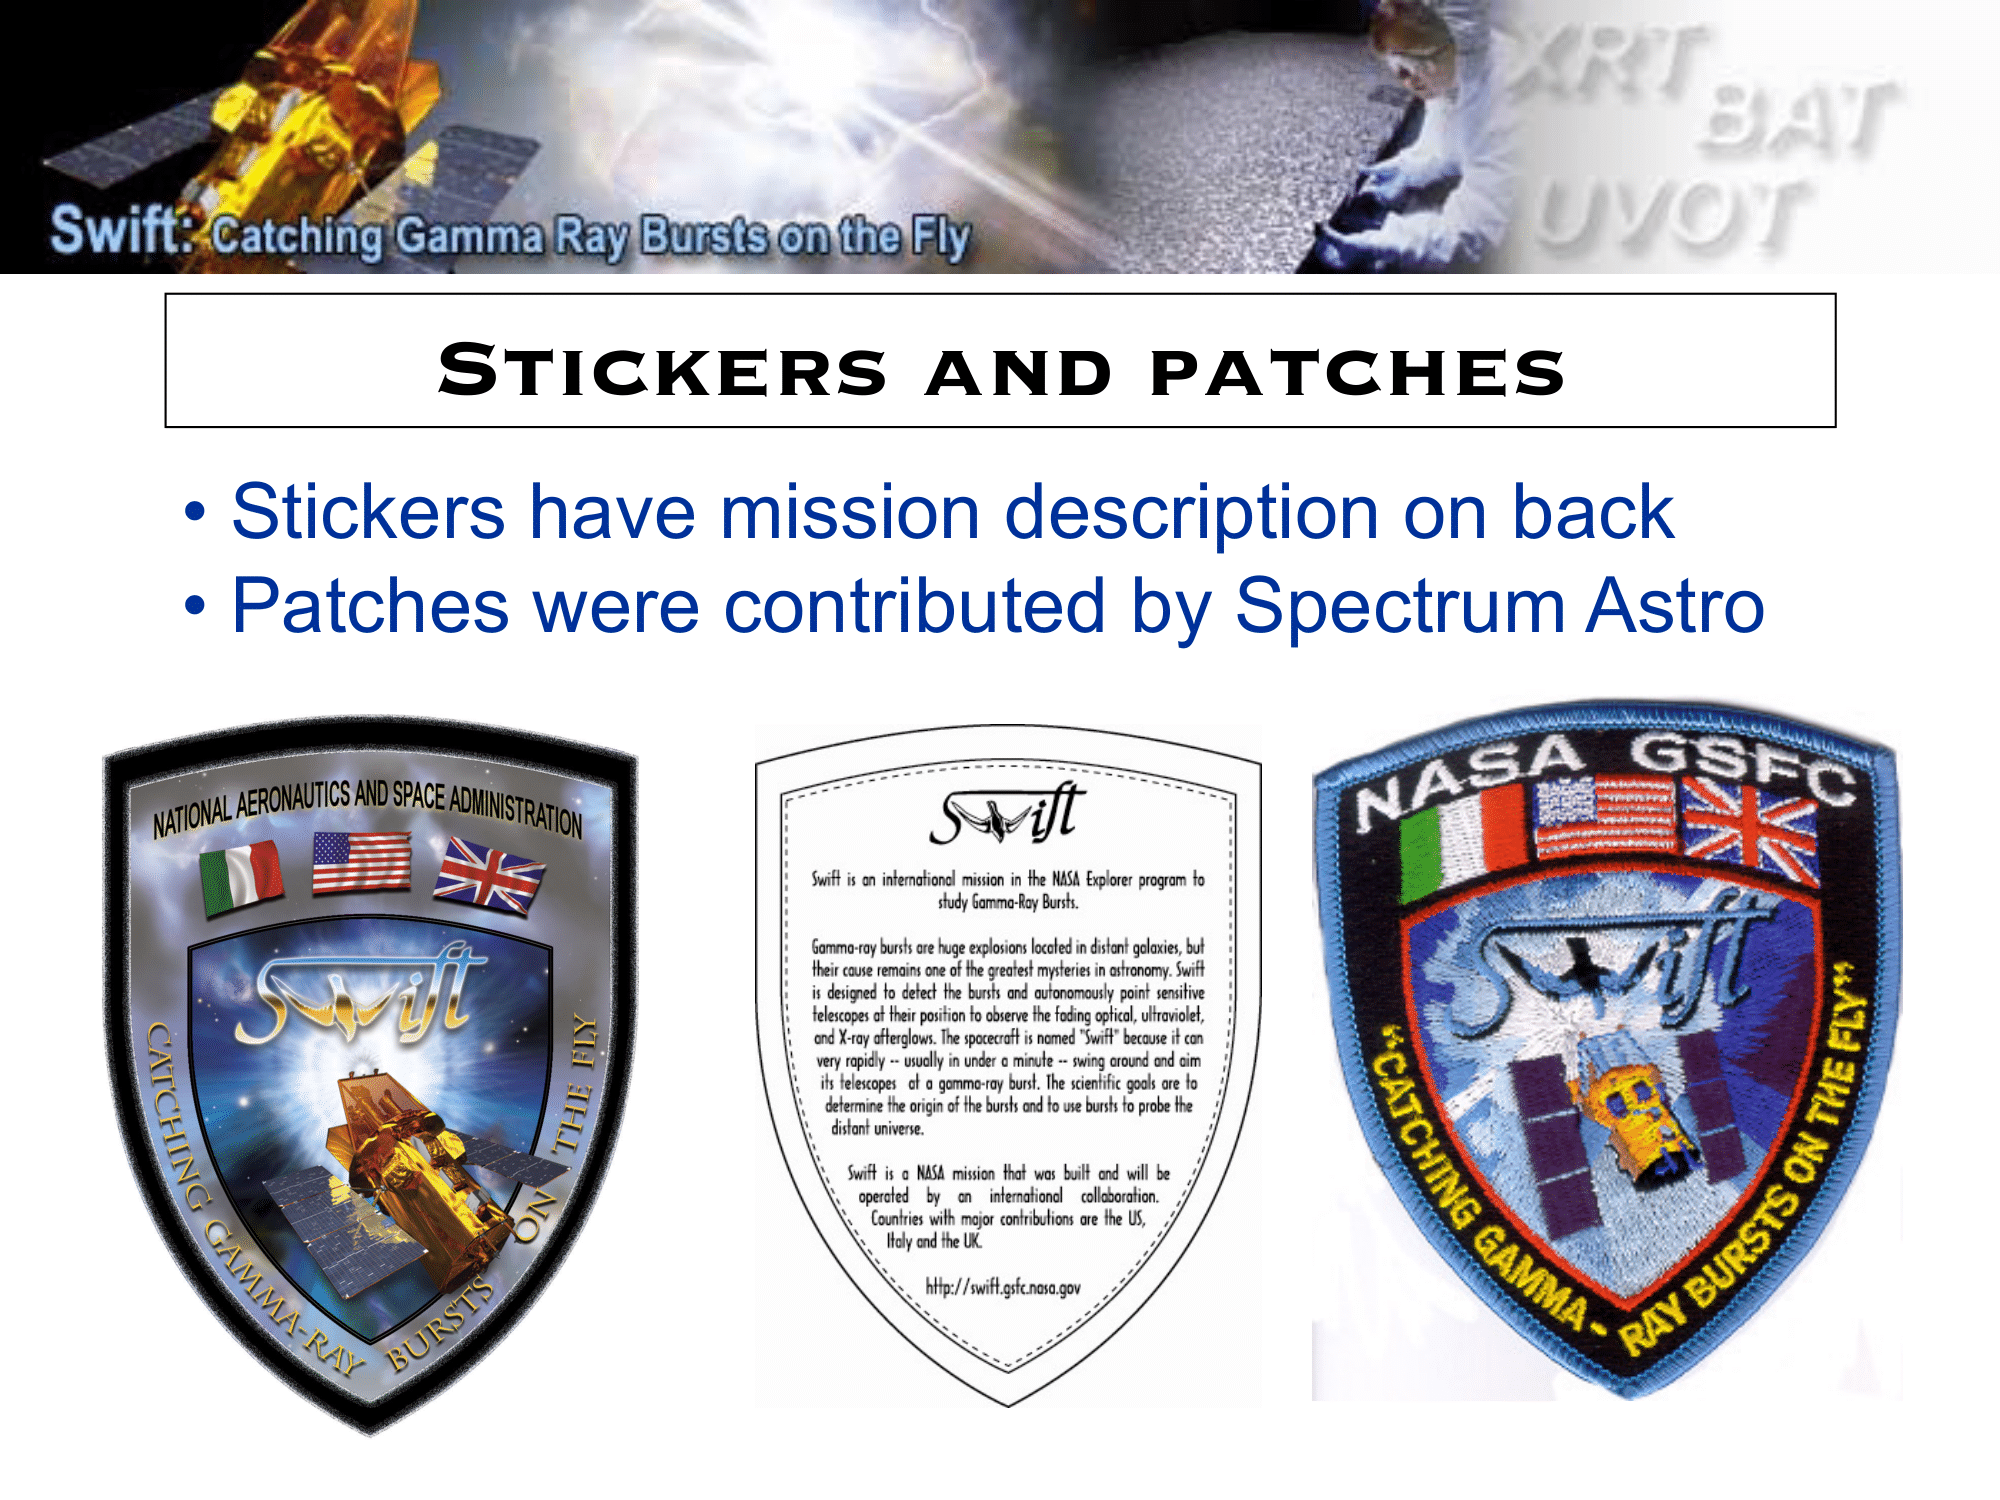 XRT
BAT
UVOT
Swift: Catching Gamma Ray Bursts on the Fly
STICKERS AND PATCHES
• Stickers have mission description on back
• Patches were contributed by Spectrum Astro
NATIONAL AERONAUTICS AND SPACE ADMINISTRATION
Swift
CATCHING GAMMA-RAY BURSTS ON THE FLY
Swift
Swift is an international mission in the NASA Explorer program to
study Gamma-Ray Bursts.
Gamma-ray bursts are huge explosions located in distant galaxies, but
their cause remains one of the greatest mysteries in astronomy. Swift
is designed to detect the bursts and autonomously point sensitive
telescopes at their position to observe the fading optical, ultraviolet,
and X-ray afterglows. The spacecraft is named "Swift" because it can
very rapidly -- usually in under a minute -- swing around and aim
its telescopes at a gamma-ray burst. The scientific goals are to
determine the origin of the bursts and to use bursts to probe the
distant universe.
Swift is a NASA mission that was built and will be
operated by an international collaboration.
Countries with major contributions are the US,
Italy and the UK.
http://swift.gsfc.nasa.gov
NASA GSFC
Swift
"CATCHING GAMMA-RAY BURSTS ON THE FLY"